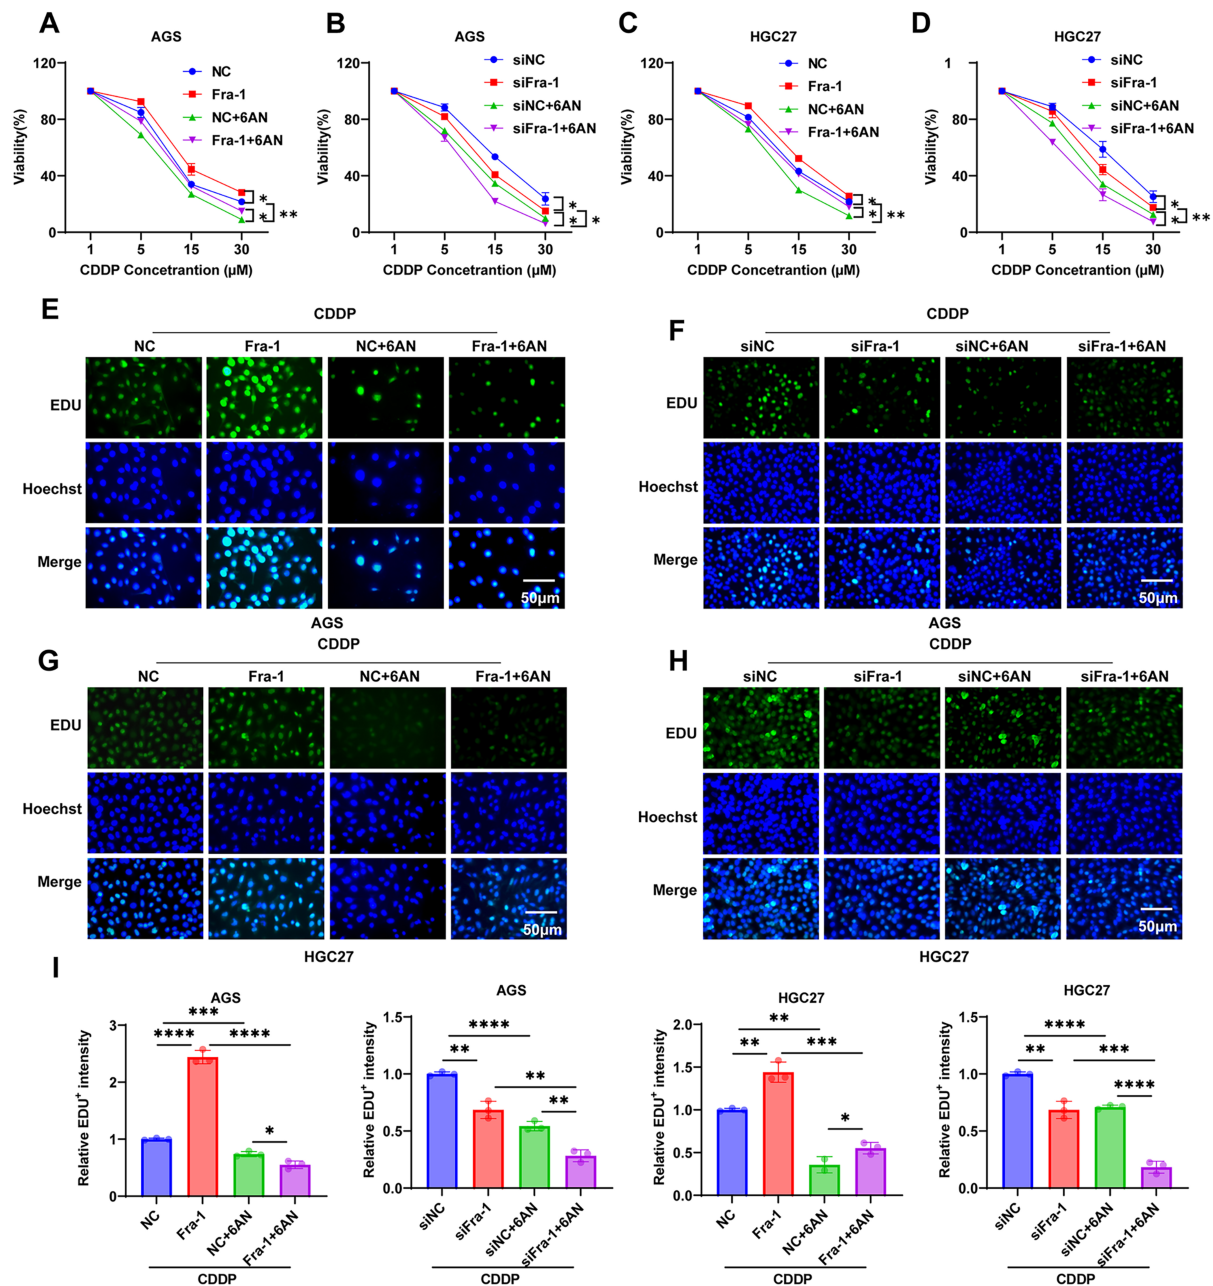 A
AGS
120
80
40
0
Viability(%)
NC
Fra-1
NC+6AN
Fra-1+6AN
*
*
**
1 5 15 30
CDDP Concetrantion (μM)
B
AGS
120
80
40
0
Viability(%)
siNC
siFra-1
siNC+6AN
siFra-1+6AN
*
*
*
1 5 15 30
CDDP Concetrantion (μM)
C
HGC27
120
80
40
0
Viability(%)
NC
Fra-1
NC+6AN
Fra-1+6AN
*
*
**
1 5 15 30
CDDP Concetrantion (μM)
D
HGC27
1
80
40
0
Viability(%)
siNC
siFra-1
siNC+6AN
siFra-1+6AN
*
*
**
1 5 15 30
CDDP Concetrantion (μM)
E
CDDP
NC Fra-1 NC+6AN Fra-1+6AN
EDU
Hoechst
Merge
50μm
F
CDDP
siNC siFra-1 siNC+6AN siFra-1+6AN
EDU
Hoechst
Merge
50μm
AGS
AGS
G
CDDP
NC Fra-1 NC+6AN Fra-1+6AN
EDU
Hoechst
Merge
50μm
HGC27
H
CDDP
siNC siFra-1 siNC+6AN siFra-1+6AN
EDU
Hoechst
Merge
50μm
HGC27
I
AGS
Relative EDU+ intensity
3
2
1
0
***
**** ****
*
NC
Fra-1
NC+6AN
Fra-1+6AN
CDDP
AGS
Relative EDU+ intensity
1.5
1.0
0.5
0.0
****
** **
**
siNC
siFra-1
siNC+6AN
siFra-1+6AN
CDDP
HGC27
Relative EDU+ intensity
2.0
1.5
1.0
0.5
0.0
**
** ***
*
NC
Fra-1
NC+6AN
Fra-1+6AN
CDDP
HGC27
Relative EDU+ intensity
1.5
1.0
0.5
0.0
****
** ***
****
siNC
siFra-1
siNC+6AN
siFra-1+6AN
CDDP